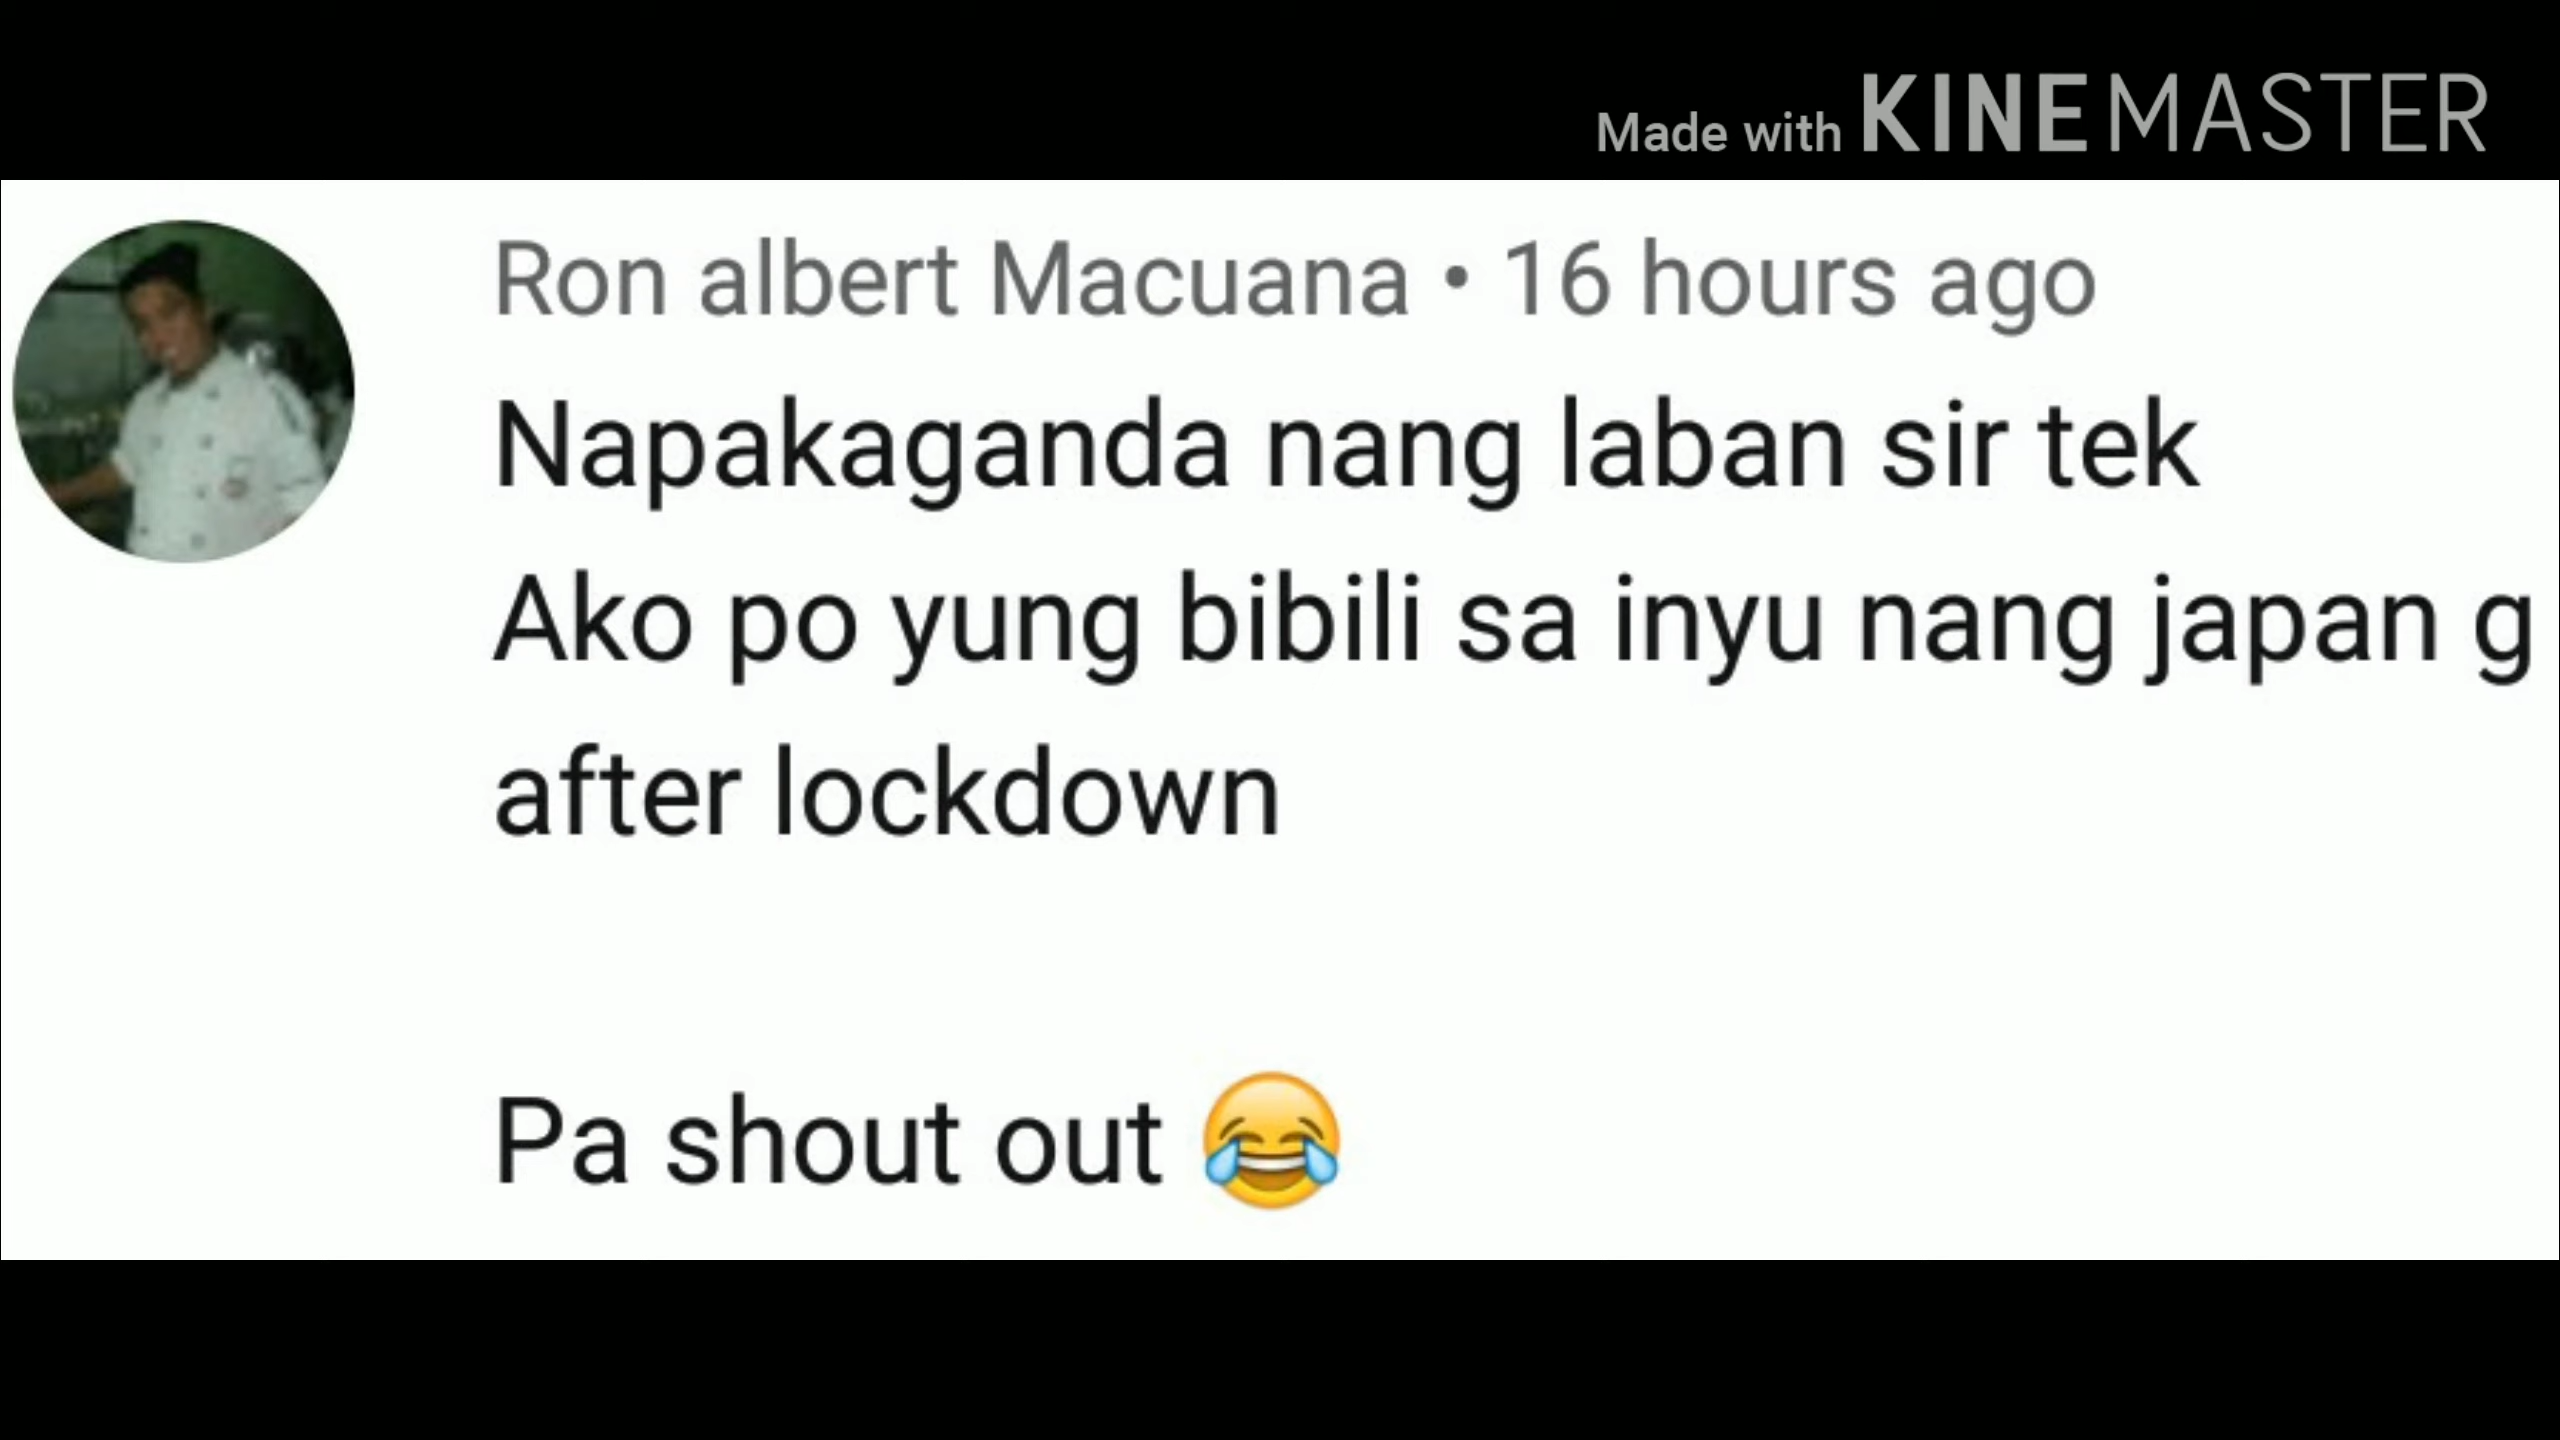 Made with KINEMASTER
Ron albert Macuana • 16 hours ago
Napakaganda nang laban sir tek
Ako po yung bibili sa inyu nang japan g
after lockdown
Pa shout out 😂